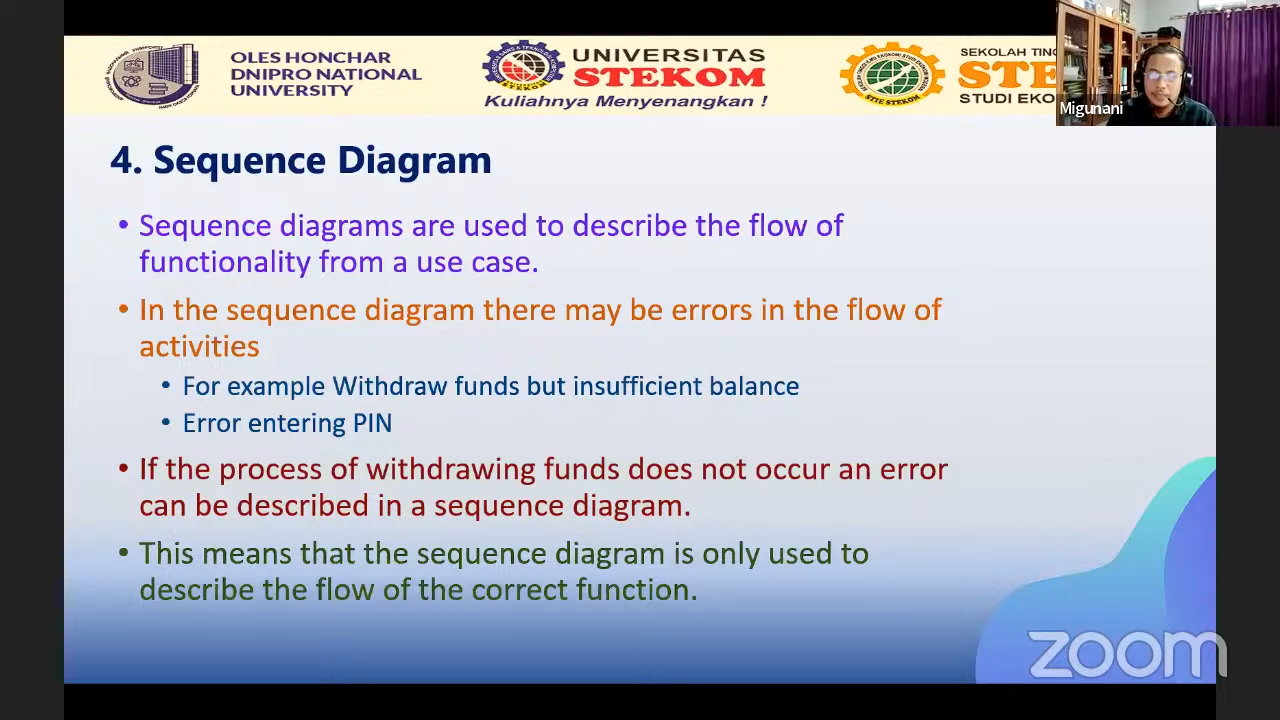 OLES HONCHAR
DNIPRO NATIONAL
UNIVERSITY
UNIVERSITAS
STEKOM
Kuliahnya Menyenangkan !
SEKOLAH TING
STE
STUDI EKO
Migunani
4. Sequence Diagram
• Sequence diagrams are used to describe the flow of
functionality from a use case.
• In the sequence diagram there may be errors in the flow of
activities
• For example Withdraw funds but insufficient balance
• Error entering PIN
• If the process of withdrawing funds does not occur an error
can be described in a sequence diagram.
• This means that the sequence diagram is only used to
describe the flow of the correct function.
zoom